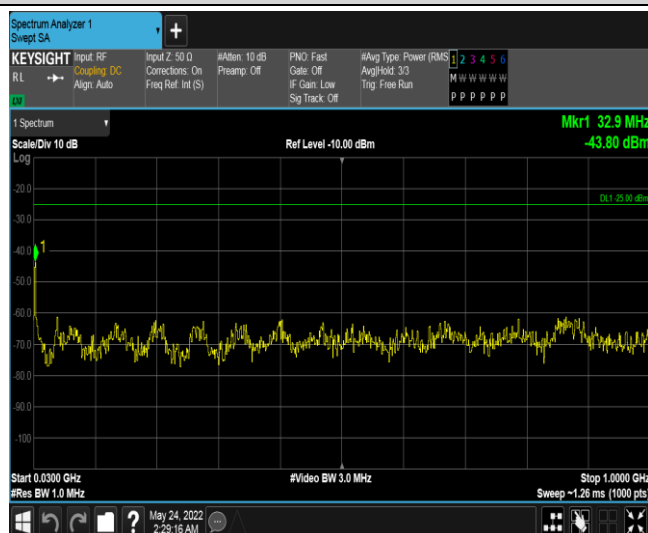 Spectrum Analyzer 1
Swept SA
+
KEYSIGHT
RL
Input: RF
Coupling: DC
Align: Auto
Input Z: 50 Ω
Corrections: On
Freq Ref: Int (S)
#Atten: 10 dB
Preamp: Off
PNO: Fast
Gate: Off
IF Gain: Low
Sig Track: Off
#Avg Type: Power (RMS
Avg|Hold: 3/3
Trig: Free Run
1 2 3 4 5 6
M W W W W W
P P P P P P
1 Spectrum
Mkr1 32.9 MHz
Scale/Div 10 dB
Ref Level -10.00 dBm
-43.80 dBm
Log
DL1 -25.00 dBm
-20.0
-30.0
-40.0
1
-50.0
-60.0
-70.0
-80.0
-90.0
-100
Start 0.0300 GHz
#Video BW 3.0 MHz
Stop 1.0000 GHz
#Res BW 1.0 MHz
Sweep ~1.26 ms (1000 pts)
?
May 24, 2022
2:29:16 AM